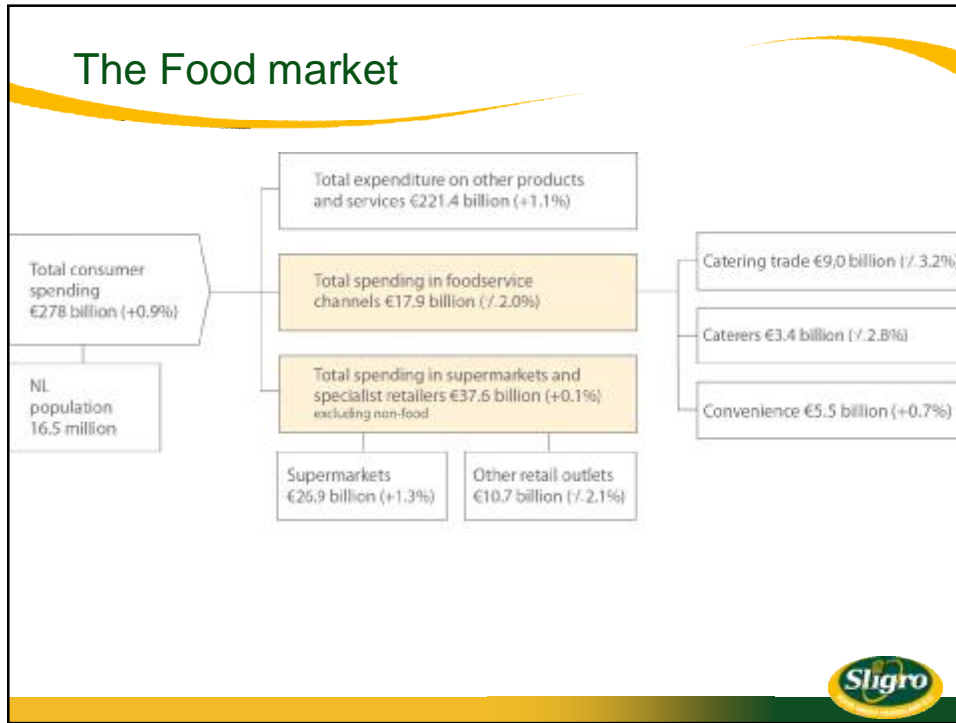 The Food market
Total expenditure on other products
and services €221.4 billion (+1.1%)
Total consumer
spending
€278 billion (+0.9%)
Total spending in foodservice
channels €17.9 billion (-/. 2.0%)
Catering trade €9.0 billion (-/. 3.2%)
Caterers €3.4 billion (-/. 2.8%)
Convenience €5.5 billion (+0.7%)
Total spending in supermarkets and
specialist retailers €37.6 billion (+0.1%)
excluding non-food
NL
population
16.5 million
Supermarkets
€26.9 billion (+1.3%)
Other retail outlets
€10.7 billion (-/. 2.1%)
Sligro